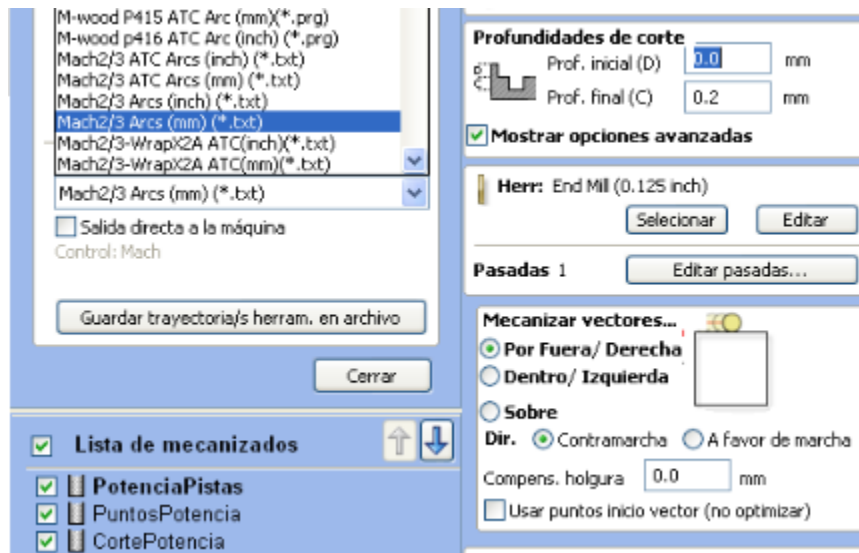 M-wood P415 ATC Arc (mm)(*.prg)
M-wood p416 ATC Arc (inch) (*.prg)
Mach2/3 ATC Arcs (inch) (*.txt)
Mach2/3 ATC Arcs (mm) (*.txt)
Mach2/3 Arcs (inch) (*.txt)
Mach2/3 Arcs (mm) (*.txt)
Mach2/3-WrapX2A ATC(inch)(*.txt)
Mach2/3-WrapX2A ATC(mm)(*.txt)
Mach2/3 Arcs (mm) (*.txt)
Salida directa a la máquina
Control: Mach
Guardar trayectoria/s herram. en archivo
Cerrar
Lista de mecanizados
PotenciaPistas
PuntosPotencia
CortePotencia
Profundidades de corte
Prof. inicial (D) 0.0 mm
Prof. final (C) 0.2 mm
Mostrar opciones avanzadas
Herr: End Mill (0.125 inch)
Selecionar Editar
Pasadas 1 Editar pasadas...
Mecanizar vectores...
Por Fuera/ Derecha
Dentro/ Izquierda
Sobre
Dir. Contramarcha A favor de marcha
Compens. holgura 0.0 mm
Usar puntos inicio vector (no optimizar)